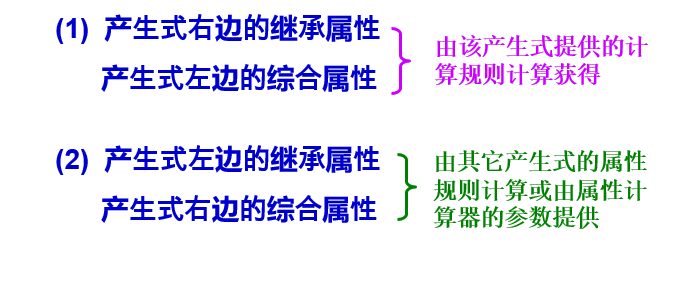 (1) 产生式右边的继承属性
产生式左边的综合属性
由该产生式提供的计
算规则计算获得
(2) 产生式左边的继承属性
产生式右边的综合属性
由其它产生式的属性
规则计算或由属性计
算器的参数提供